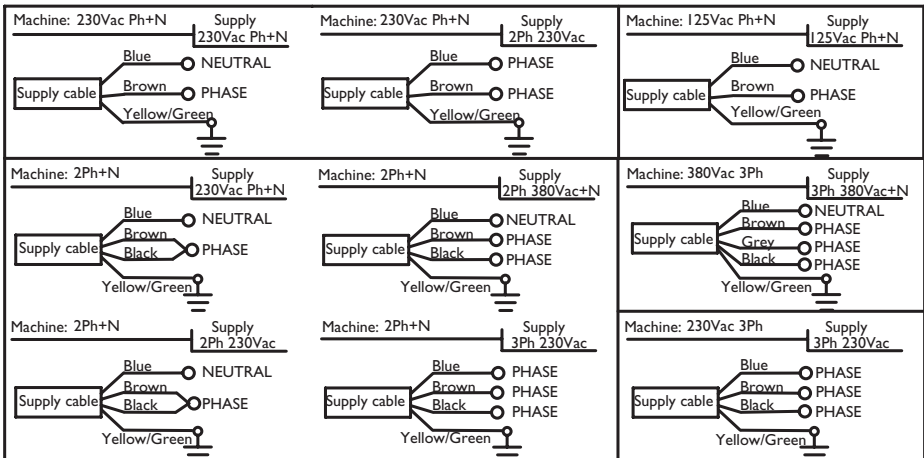 Machine: 230Vac Ph+N
Supply
230Vac Ph+N
Blue
NEUTRAL
Supply cable
Brown
PHASE
Yellow/Green
Machine: 230Vac Ph+N
Supply
2Ph 230Vac
Blue
PHASE
Supply cable
Brown
PHASE
Yellow/Green
Machine: 125Vac Ph+N
Supply
125Vac Ph+N
Blue
NEUTRAL
Supply cable
Brown
PHASE
Yellow/Green
Machine: 2Ph+N
Supply
230Vac Ph+N
Blue
NEUTRAL
Brown
Supply cable
PHASE
Black
Yellow/Green
Machine: 2Ph+N
Supply
2Ph 380Vac+N
Blue
NEUTRAL
Brown
PHASE
Supply cable
Black
PHASE
Yellow/Green
Machine: 380Vac 3Ph
Supply
3Ph 380Vac+N
Blue
NEUTRAL
Brown
PHASE
Supply cable
Grey
PHASE
Black
PHASE
Yellow/Green
Machine: 2Ph+N
Supply
2Ph 230Vac
Blue
NEUTRAL
Brown
Supply cable
PHASE
Black
Yellow/Green
Machine: 2Ph+N
Supply
3Ph 230Vac
Blue
PHASE
Brown
PHASE
Supply cable
Black
PHASE
Yellow/Green
Machine: 230Vac 3Ph
Supply
3Ph 230Vac
Blue
PHASE
Brown
PHASE
Supply cable
Black
PHASE
Yellow/Green